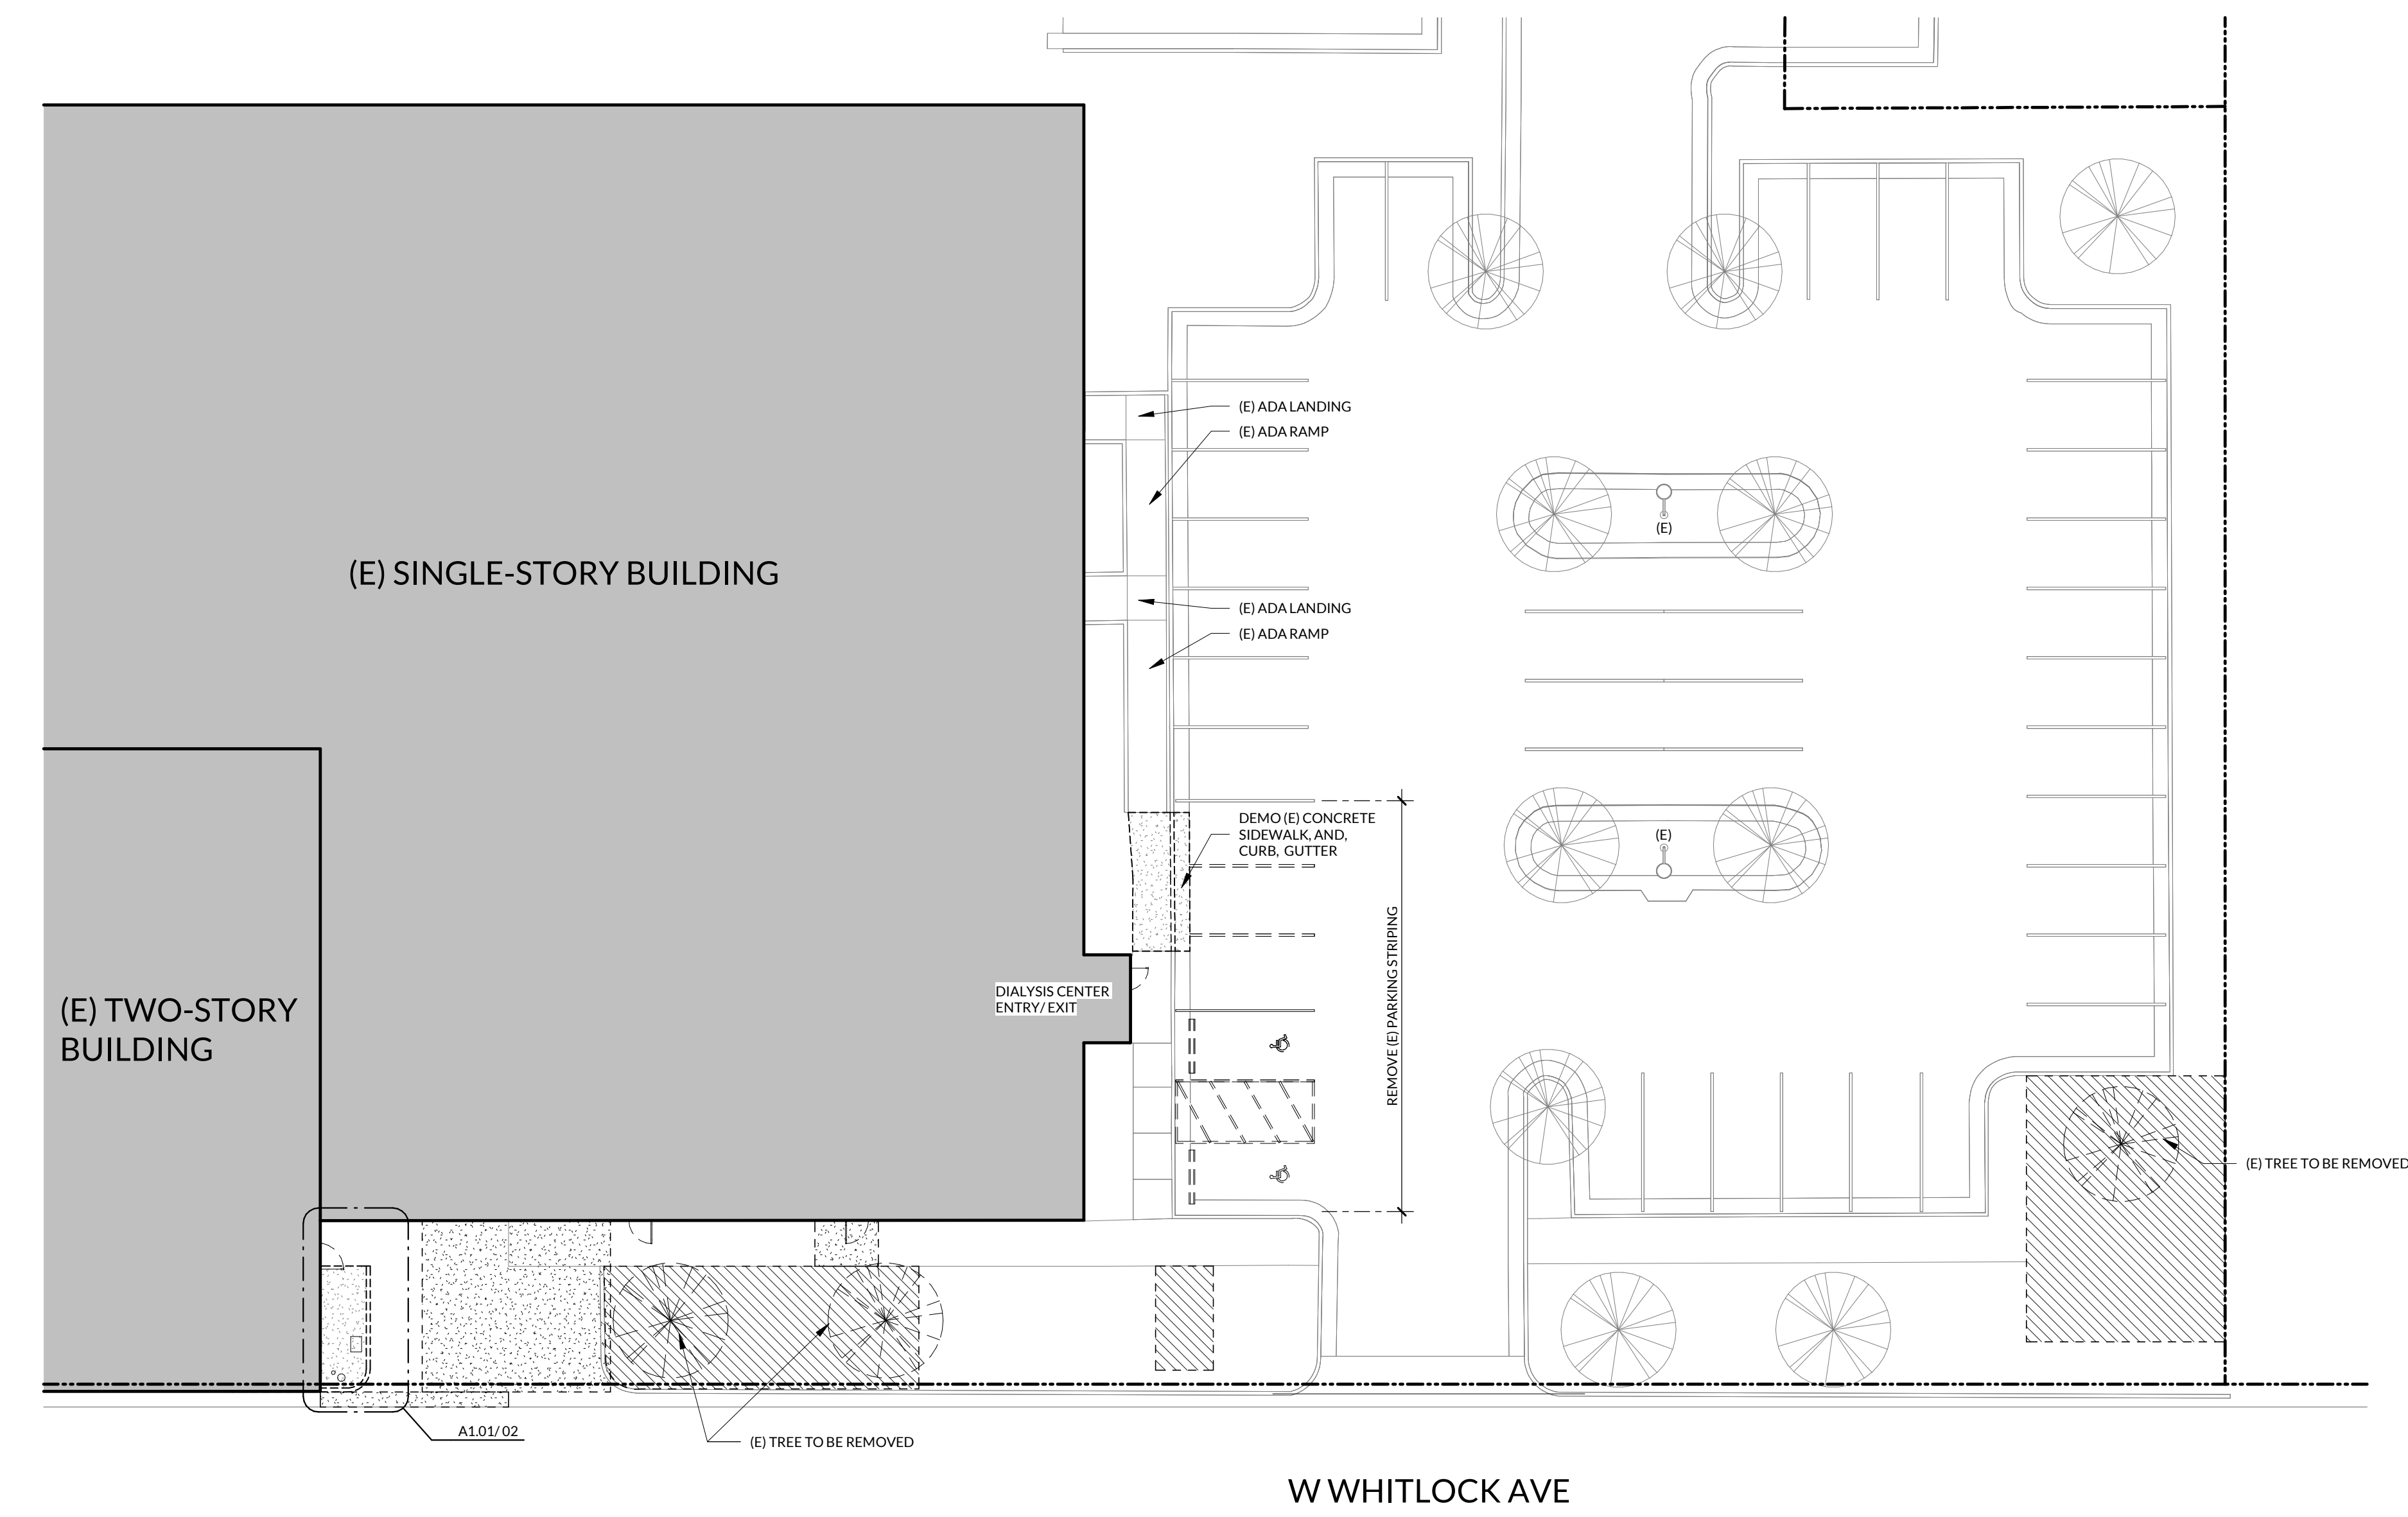 (E) ADA LANDING
(E) ADA RAMP
(E)
(E) SINGLE-STORY BUILDING
(E) ADA LANDING
(E) ADA RAMP
DEMO (E) CONCRETE
SIDEWALK, AND,
CURB, GUTTER
(E)
REMOVE (E) PARKING STRIPING
DIALYSIS CENTER
ENTRY/ EXIT
(E) TWO-STORY
BUILDING
(E) TREE TO BE REMOVED
A1.01/ 02
(E) TREE TO BE REMOVED
W WHITLOCK AVE